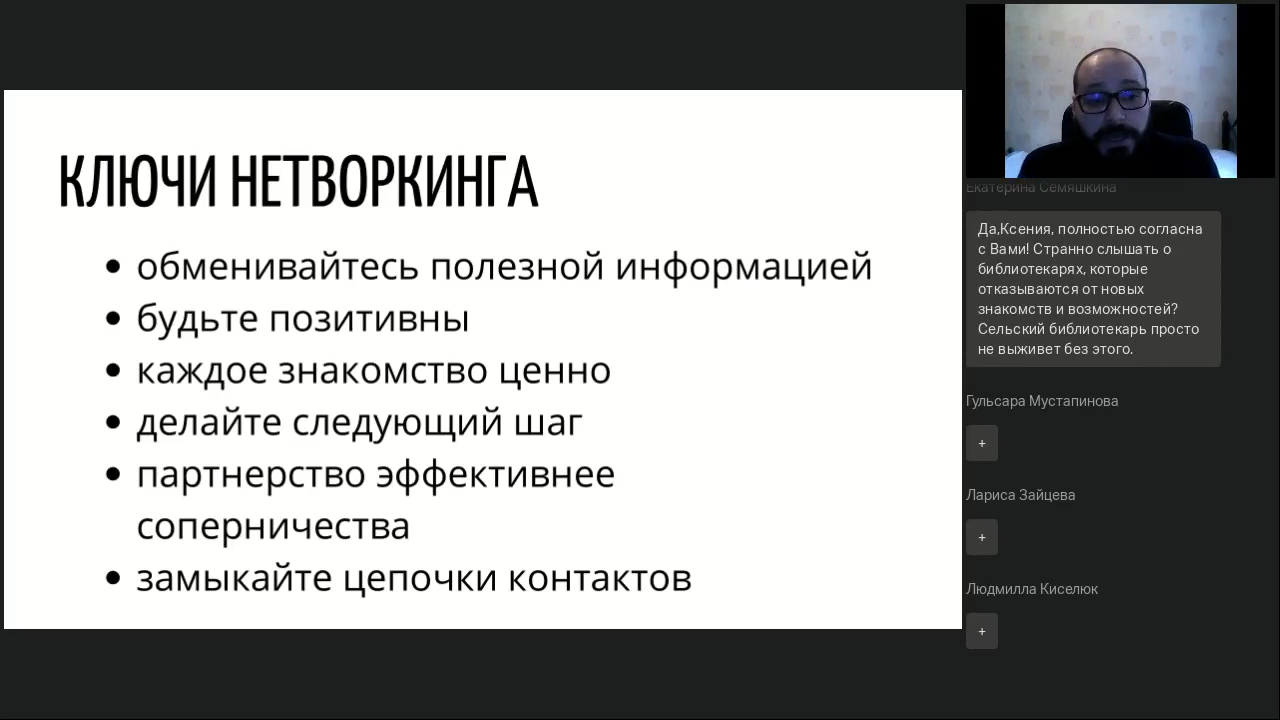 КЛЮЧИ НЕТВОРКИНГА
обменивайтесь полезной информацией
будьте позитивны
каждое знакомство ценно
делайте следующий шаг
партнерство эффективнее
соперничества
замыкайте цепочки контактов
Екатерина Семяшкина
Да,Ксения, полностью согласна
с Вами! Странно слышать о
библиотекарях, которые
отказываются от новых
знакомств и возможностей?
Сельский библиотекарь просто
не выживет без этого.
Гульсара Мустапинова
+
Лариса Зайцева
+
Людмилла Киселюк
+